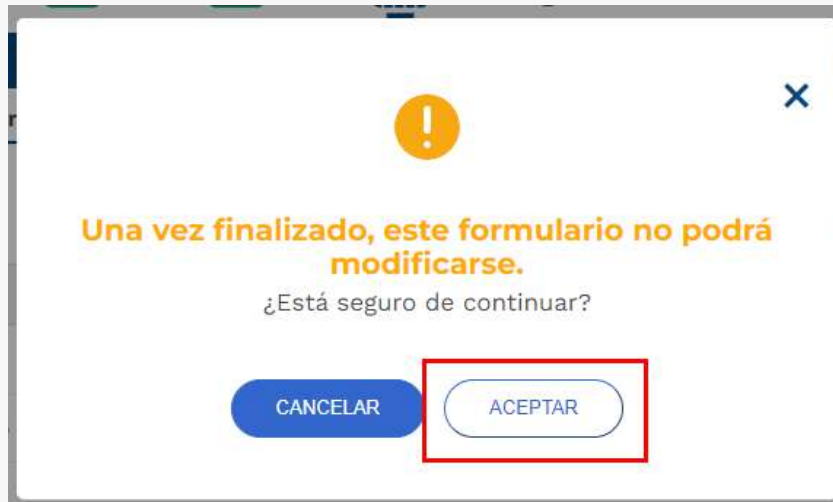 Una vez finalizado, este formulario no podrá
modificarse.
¿Está seguro de continuar?
CANCELAR
ACEPTAR